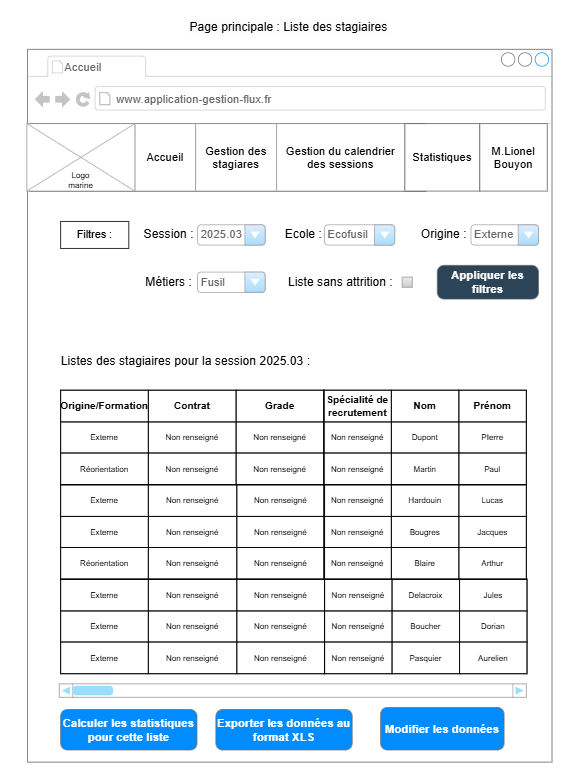 Page principale : Liste des stagiaires
Accueil
www.application-gestion-flux.fr
Logo
marine
Accueil
Gestion des
stagiares
Gestion du calendrier
des sessions
Statistiques
M.Lionel
Bouyon
Filtres :
Session : 2025.03
Ecole : Ecofusil
Origine : Externe
Métiers : Fusil
Liste sans attrition :
Appliquer les
filtres
Listes des stagiaires pour la session 2025.03 :
Origine/Formation Contrat Grade Spécialité de recrutement Nom Prénom
Externe Non renseigné Non renseigné Non renseigné Dupont PIerre
Réorientation Non renseigné Non renseigné Non renseigné Martin Paul
Externe Non renseigné Non renseigné Non renseigné Hardouin Lucas
Externe Non renseigné Non renseigné Non renseigné Bougres Jacques
Réorientation Non renseigné Non renseigné Non renseigné Blaire Arthur
Externe Non renseigné Non renseigné Non renseigné Delacroix Jules
Externe Non renseigné Non renseigné Non renseigné Boucher Dorian
Externe Non renseigné Non renseigné Non renseigné Pasquier Aurelien
Calculer les statistiques
pour cette liste
Exporter les données au
format XLS
Modifier les données